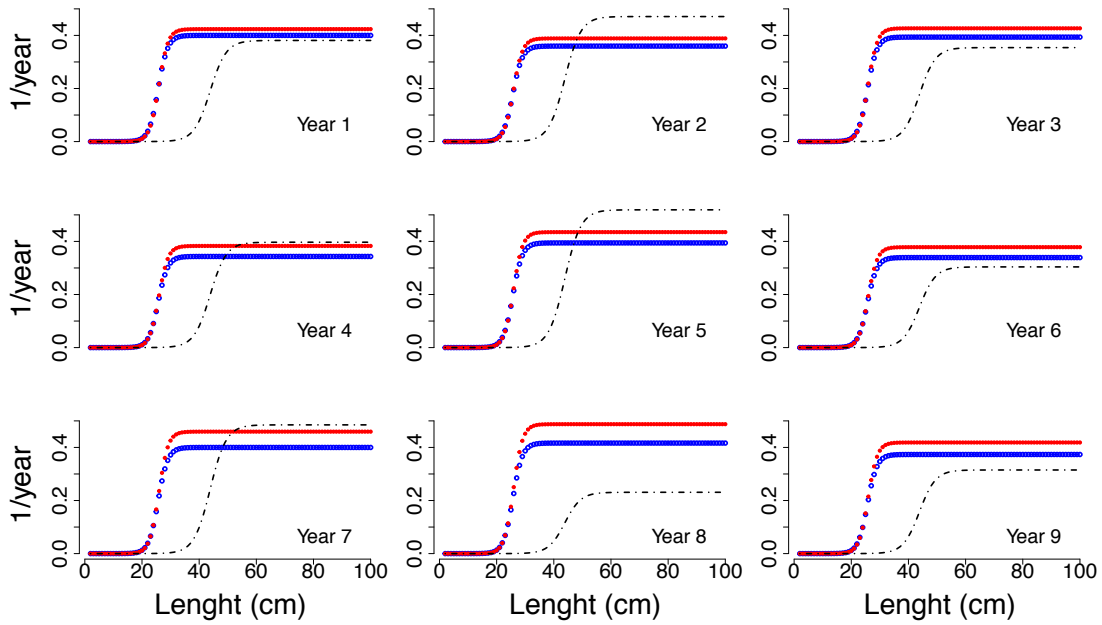 1/year
0.0 0.2 0.4
Year 1
0.0 0.2 0.4
Year 2
0.0 0.2 0.4
Year 3
1/year
0.0 0.2 0.4
Year 4
0.0 0.2 0.4
Year 5
0.0 0.2 0.4
Year 6
1/year
0.0 0.2 0.4
Year 7
0 20 40 60 80 100
Lenght (cm)
0.0 0.2 0.4
Year 8
0 20 40 60 80 100
Lenght (cm)
0.0 0.2 0.4
Year 9
0 20 40 60 80 100
Lenght (cm)